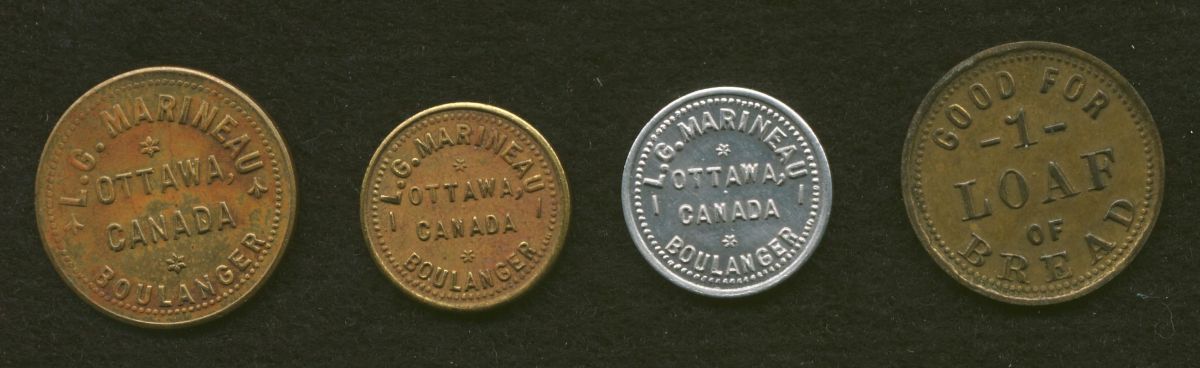 L.G. MARINEAU
OTTAWA,
CANADA
BOULANGER
L.G. MARINEAU
OTTAWA,
CANADA
BOULANGER
L.G. MARINEAU
OTTAWA,
CANADA
BOULANGER
GOOD FOR
-1-
LOAF
OF
BREAD